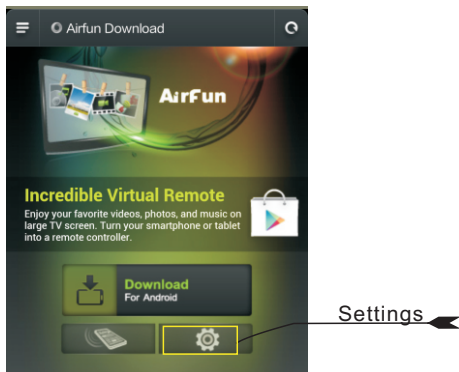 Airfun Download
AirFun
Incredible Virtual Remote
Enjoy your favorite videos, photos, and music on
large TV screen. Turn your smartphone or tablet
into a remote controller.
Download
For Android
Settings